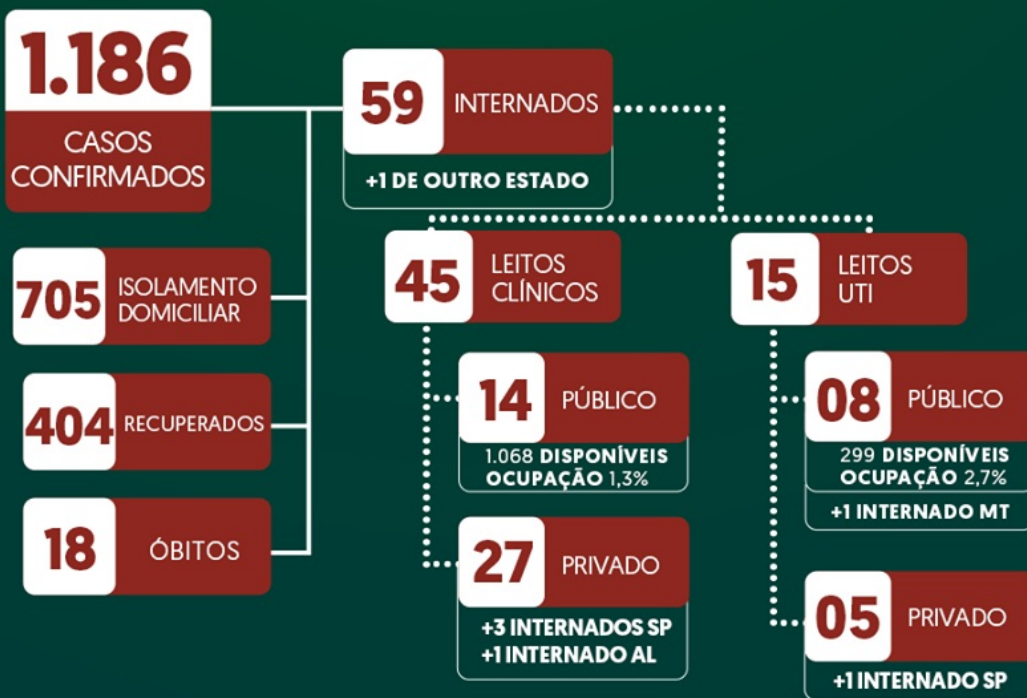 1.186
CASOS
CONFIRMADOS
59
INTERNADOS
+1 DE OUTRO ESTADO
705
ISOLAMENTO
DOMICILIAR
404
RECUPERADOS
18
ÓBITOS
45
LEITOS
CLÍNICOS
14
PÚBLICO
1.068 DISPONÍVEIS
OCUPAÇÃO 1,3%
27
PRIVADO
+3 INTERNADOS SP
+1 INTERNADO AL
15
LEITOS
UTI
08
PÚBLICO
299 DISPONÍVEIS
OCUPAÇÃO 2,7%
+1 INTERNADO MT
05
PRIVADO
+1 INTERNADO SP